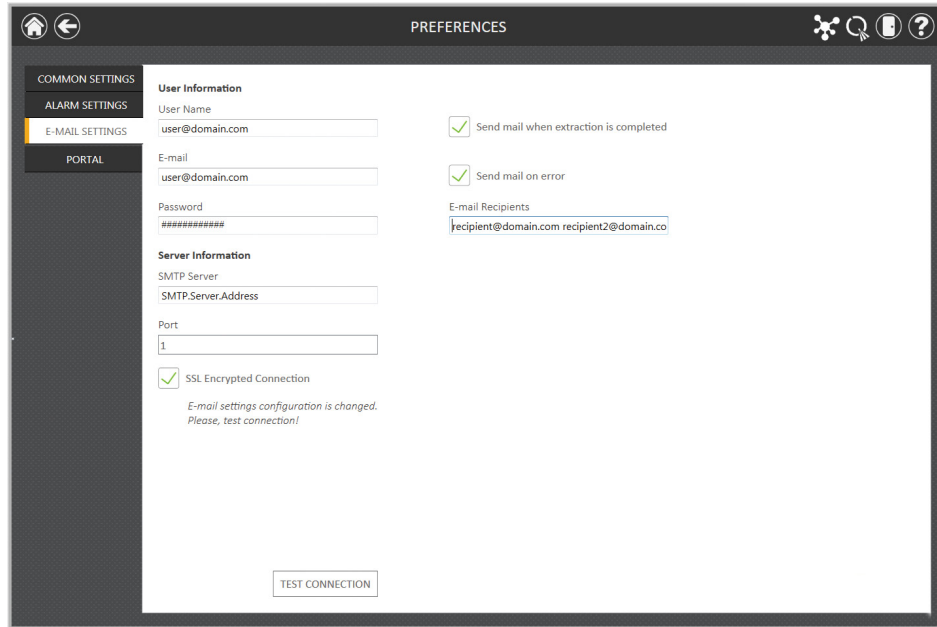 PREFERENCES
?
COMMON SETTINGS
ALARM SETTINGS
E-MAIL SETTINGS
PORTAL
User Information
User Name
user@domain.com
E-mail
user@domain.com
Password
############
Server Information
SMTP Server
SMTP.Server.Address
Port
1
SSL Encrypted Connection
E-mail settings configuration is changed.
Please, test connection!
TEST CONNECTION
Send mail when extraction is completed
Send mail on error
E-mail Recipients
recipient@domain.com recipient2@domain.co